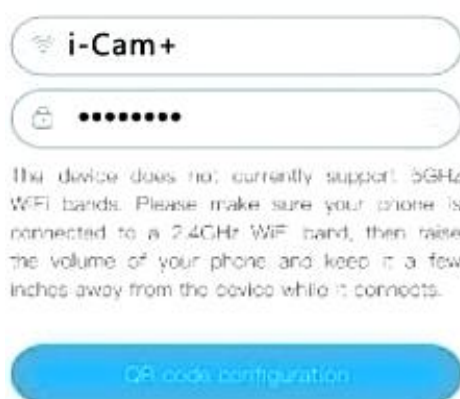 i-Cam+
••••••••
The device does not currently support 5GHz
WiFi bands. Please make sure your phone is
connected to a 2.4GHz WiFi band, then raise
the volume of your phone and keep it a few
inches away from the device while it connects.
QR code configuration